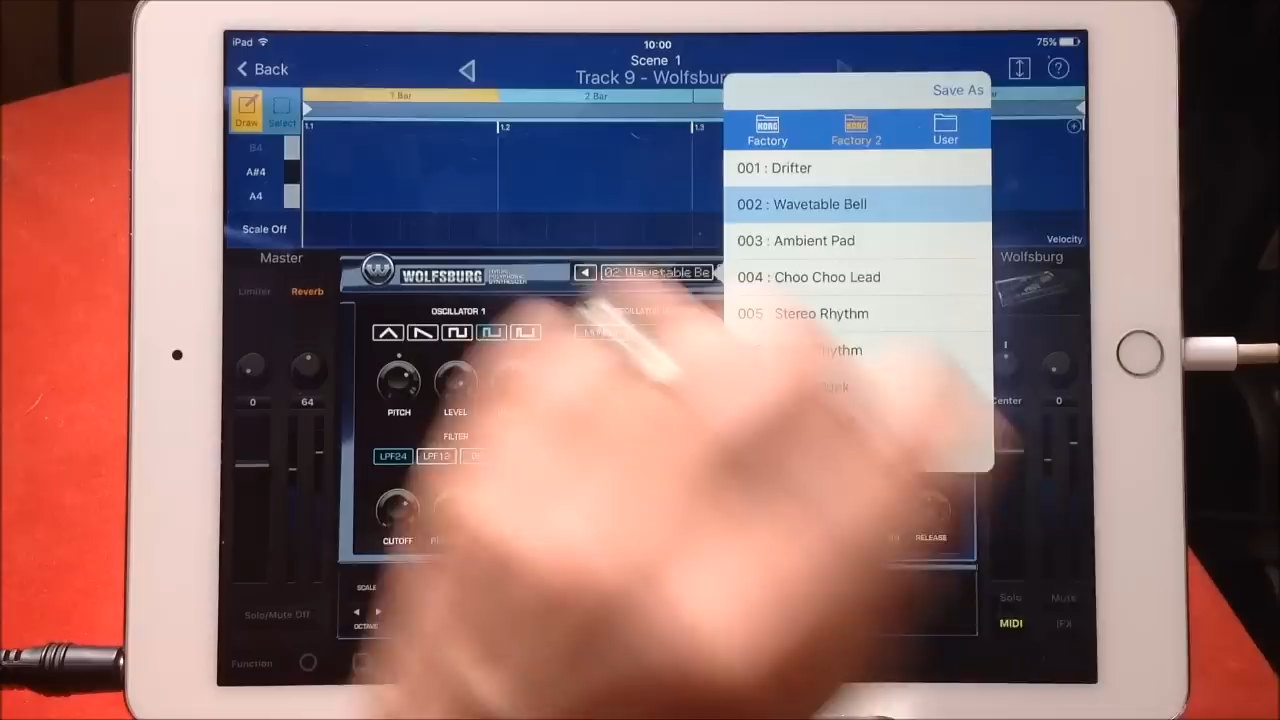 iPad
10:00
75%
Back
Scene 1
Track 9 - Wolfsbur
Save As
Draw
Select
1 Bar
2 Bar
1.1
1.2
1.3
B4
A#4
A4
Scale Off
Velocity
Factory
Factory 2
User
001 : Drifter
002 : Wavetable Bell
003 : Ambient Pad
004 : Choo Choo Lead
005 Stereo Rhythm
Master
Limiter
Reverb
0
64
Solo/Mute Off
Function
WOLFSBURG
02: Wavetable Be
OSCILLATOR 1
PITCH
LEVEL
FILTER
LPF24
LPF12
CUTOFF
RELEASE
SCALE
OCTAVE
Wolfsburg
Center
0
Solo
Mute
MIDI
IFX